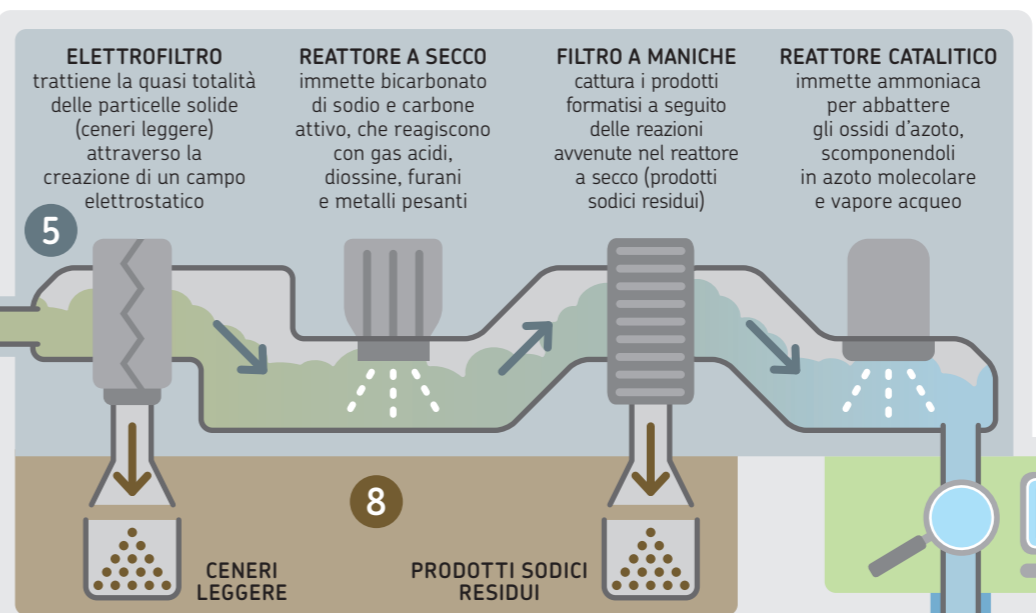 ELETTROFILTRO
trattiene la quasi totalità
delle particelle solide
(ceneri leggere)
attraverso la
creazione di un campo
elettrostatico
REATTORE A SECCO
immette bicarbonato
di sodio e carbone
attivo, che reagiscono
con gas acidi,
diossine, furani
e metalli pesanti
FILTRO A MANICHE
cattura i prodotti
formatisi a seguito
delle reazioni
avvenute nel reattore
a secco (prodotti
sodici residui)
REATTORE CATALITICO
immette ammoniaca
per abbattere
gli ossidi d'azoto,
scomponendoli
in azoto molecolare
e vapore acqueo
5
8
CENERI
LEGGERE
PRODOTTI SODICI
RESIDUI